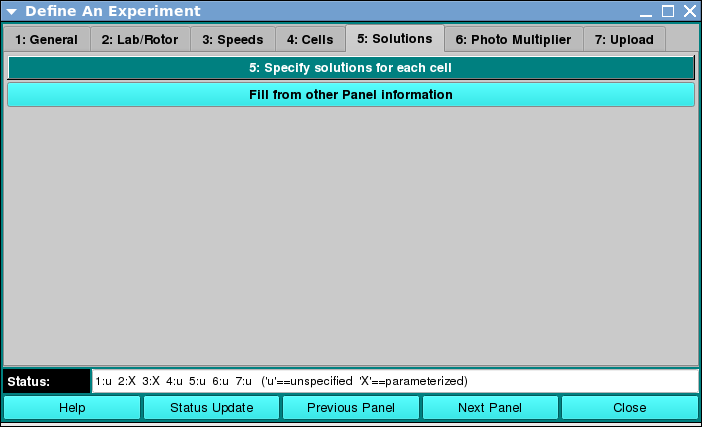 Define An Experiment
1: General 2: Lab/Rotor 3: Speeds 4: Cells 5: Solutions 6: Photo Multiplier 7: Upload
5: Specify solutions for each cell
Fill from other Panel information
Status: 1:u 2:X 3:X 4:u 5:u 6:u 7:u ('u'==unspecified 'X'==parameterized)
Help Status Update Previous Panel Next Panel Close